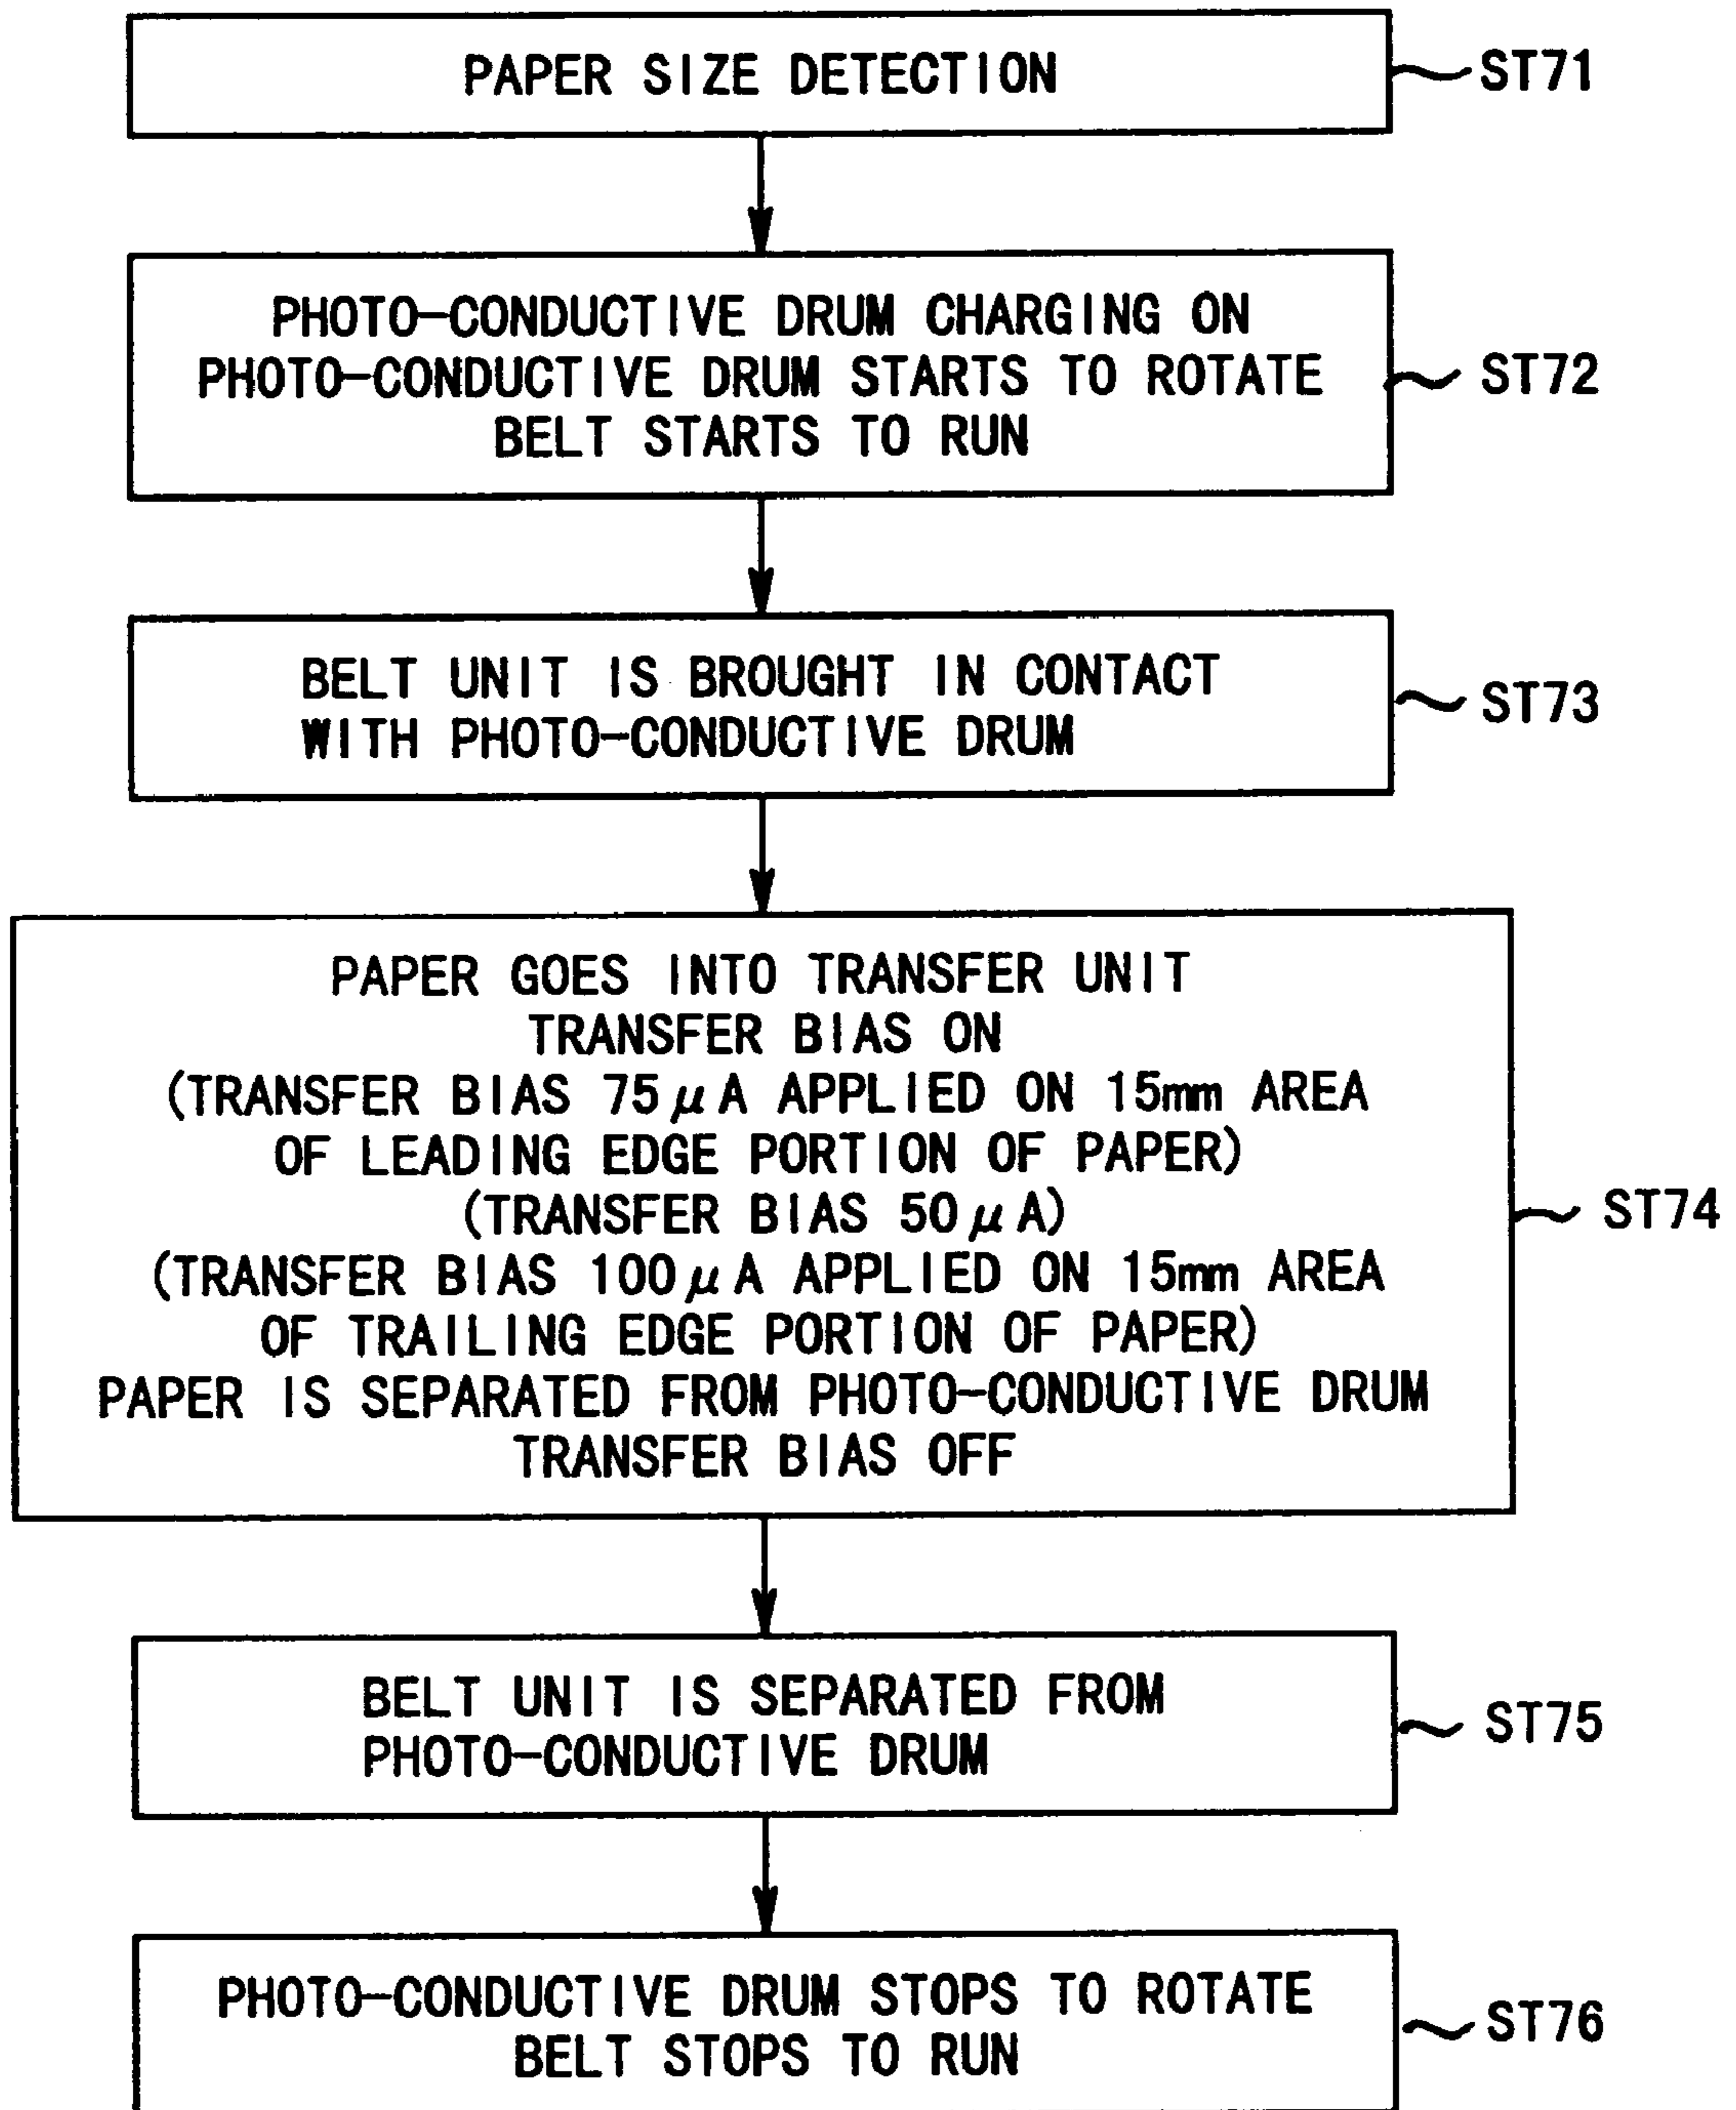 PAPER SIZE DETECTION
ST71
PHOTO-CONDUCTIVE DRUM CHARGING ON
PHOTO-CONDUCTIVE DRUM STARTS TO ROTATE
BELT STARTS TO RUN
ST72
BELT UNIT IS BROUGHT IN CONTACT
WITH PHOTO-CONDUCTIVE DRUM
ST73
PAPER GOES INTO TRANSFER UNIT
TRANSFER BIAS ON
(TRANSFER BIAS 75μA APPLIED ON 15mm AREA
OF LEADING EDGE PORTION OF PAPER)
(TRANSFER BIAS 50μA)
(TRANSFER BIAS 100μA APPLIED ON 15mm AREA
OF TRAILING EDGE PORTION OF PAPER)
PAPER IS SEPARATED FROM PHOTO-CONDUCTIVE DRUM
TRANSFER BIAS OFF
ST74
BELT UNIT IS SEPARATED FROM
PHOTO-CONDUCTIVE DRUM
ST75
PHOTO-CONDUCTIVE DRUM STOPS TO ROTATE
BELT STOPS TO RUN
ST76